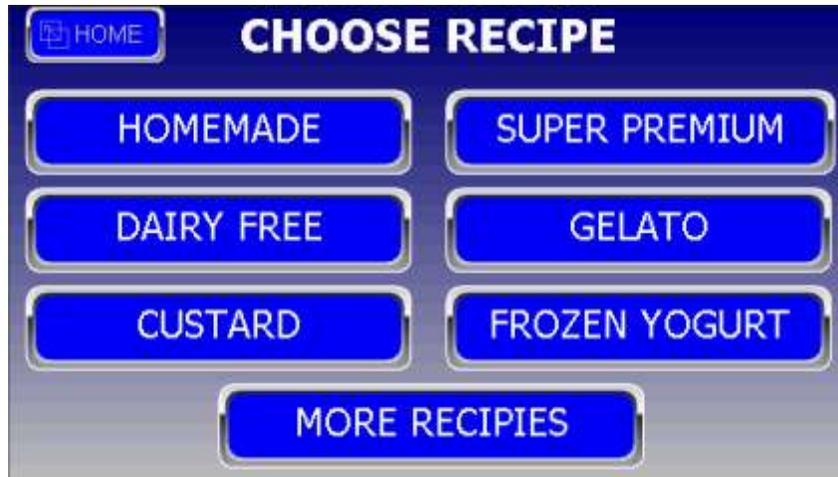 HOME
CHOOSE RECIPE
HOMEMADE
SUPER PREMIUM
DAIRY FREE
GELATO
CUSTARD
FROZEN YOGURT
MORE RECIPIES